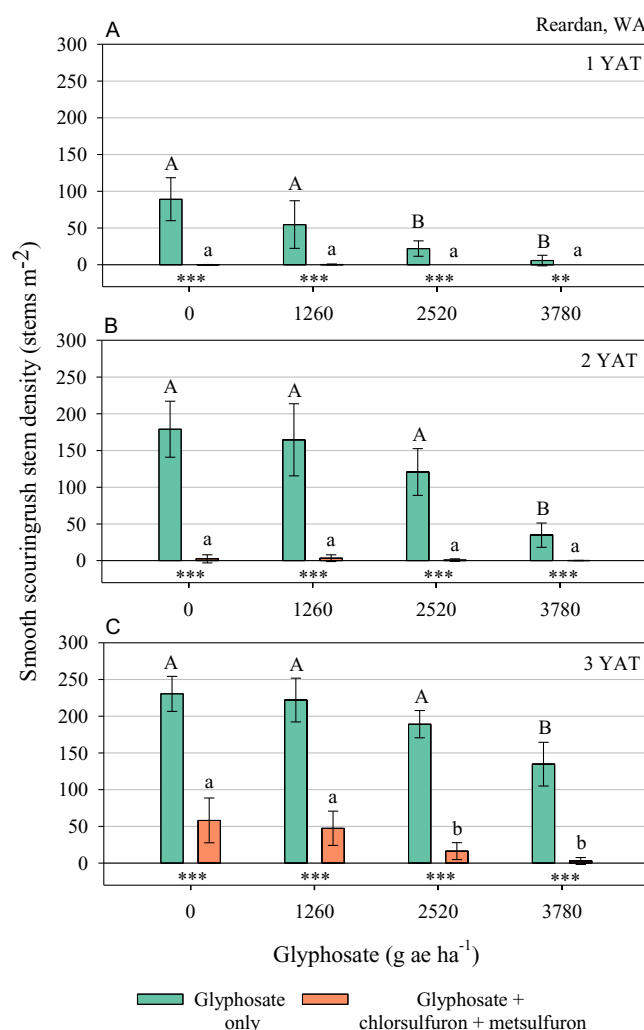 A
Reardan, WA
300
1 YAT
250
200
150
A
A
100
B
B
50
a
a
a
a
0
*** *** *** **
0 1260 2520 3780
B
300
2 YAT
250
A
A
200
A
150
100
B
50
a
a
a
a
0
*** *** *** ***
0 1260 2520 3780
C
300
3 YAT
A
A
250
A
200
B
150
100
a
a
50
b
b
0
*** *** *** ***
0 1260 2520 3780
Smooth scouringrush stem density (stems m⁻²)
Glyphosate (g ae ha⁻¹)
Glyphosate only
Glyphosate + chlorsulfuron + metsulfuron